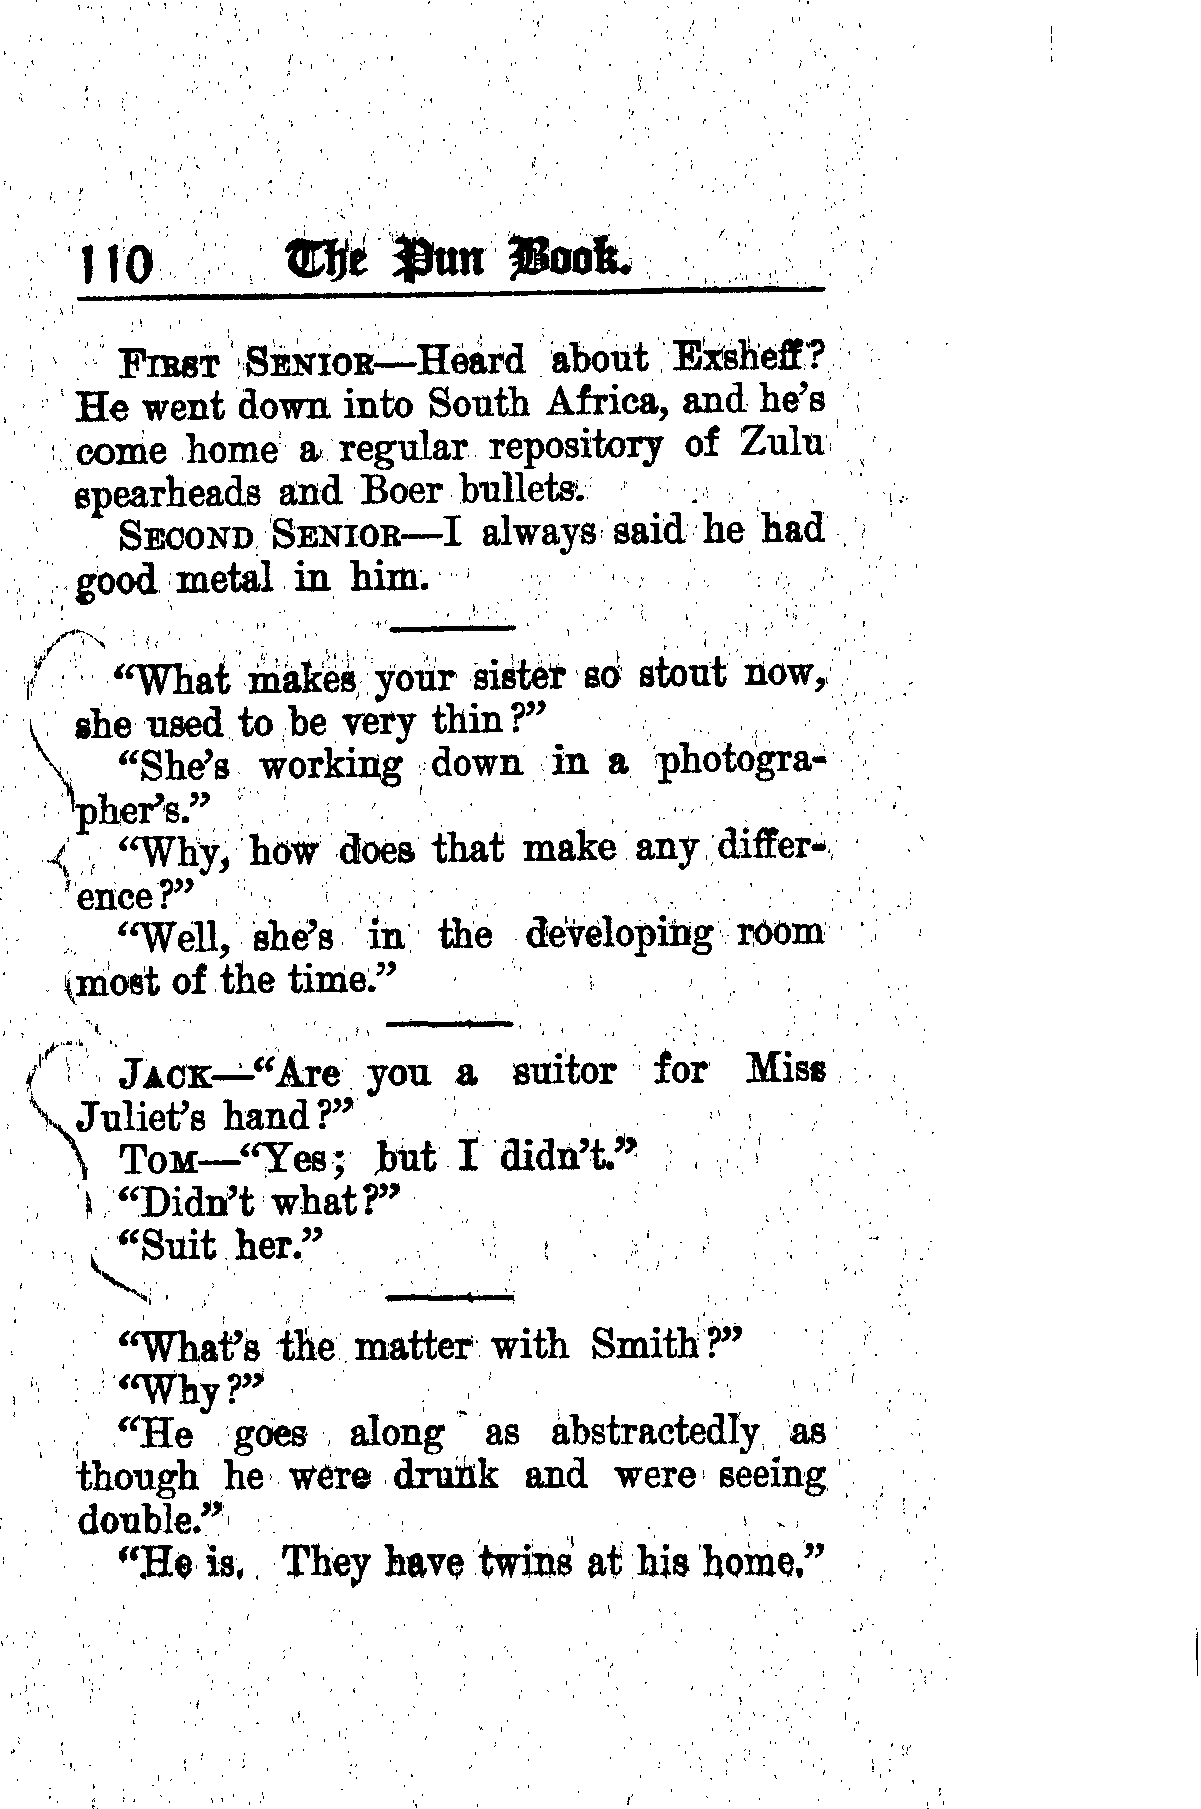 110 The Pun Book.
FIRST SENIOR—Heard about Exsheff?
He went down into South Africa, and he's
come home a regular repository of Zulu
spearheads and Boer bullets.
SECOND SENIOR—I always said he had
good metal in him.
“What makes your sister so stout now,
she used to be very thin?”
“She's working down in a photogra-
pher's.”
“Why, how does that make any differ-
ence?”
“Well, she's in the developing room
most of the time.”
JACK—“Are you a suitor for Miss
Juliet's hand?”
TOM—“Yes; but I didn't.”
“Didn't what?”
“Suit her.”
“What's the matter with Smith?”
“Why?”
“He goes along as abstractedly as
though he were drunk and were seeing
double.”
“He is. They have twins at his home.”